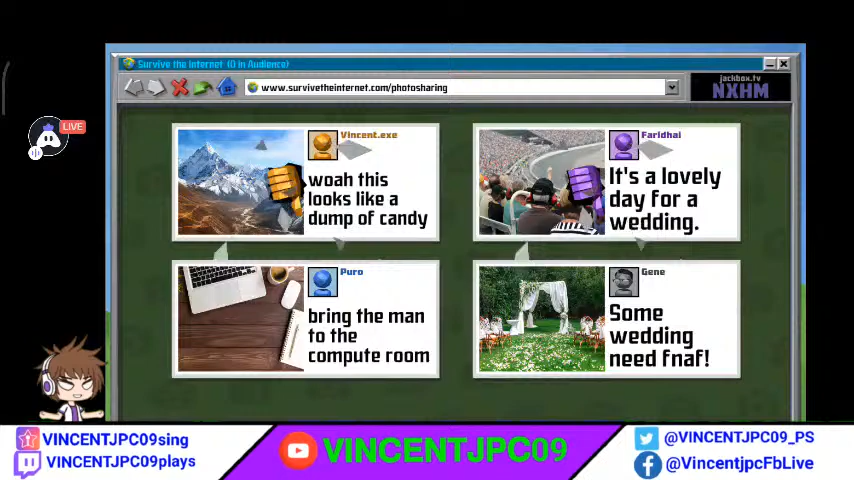 Survive the Internet (0 in Audience)
www.survivetheinternet.com/photosharing
jackbox.tv
NXHM
LIVE
Vincent.exe
woah this
looks like a
dump of candy
Faridhai
It's a lovely
day for a
wedding.
Puro
bring the man
to the
compute room
Gene
Some
wedding
need fnaf!
VINCENTJPC09sing
VINCENTJPC09plays
VINCENTJPC09
@VINCENTJPC09_PS
@VincentjpcFbLive